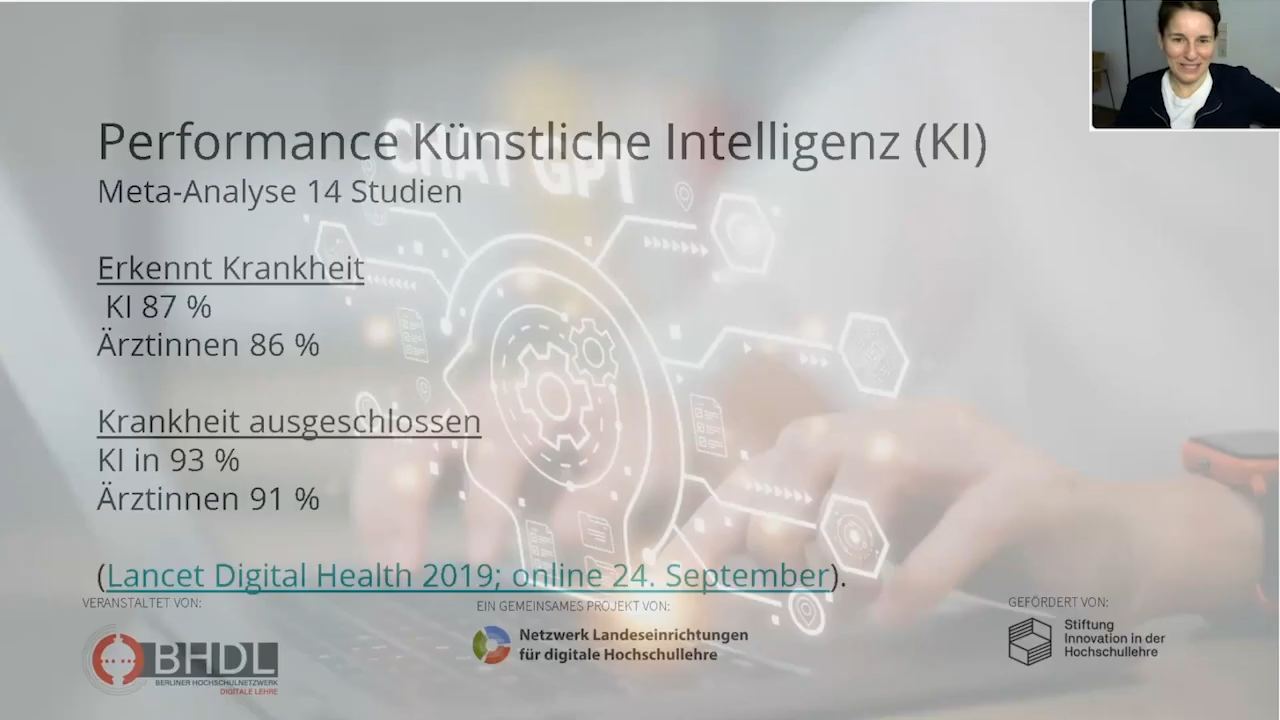 Performance Künstliche Intelligenz (KI)
CHAT GPT
Meta-Analyse 14 Studien
Erkennt Krankheit
KI 87 %
Ärztinnen 86 %
Krankheit ausgeschlossen
KI in 93 %
Ärztinnen 91 %
(Lancet Digital Health 2019; online 24. September).
VERANSTALTET VON:
BHDL
BERLINER HOCHSCHULNETZWERK
DIGITALE LEHRE
EIN GEMEINSAMES PROJEKT VON:
Netzwerk Landeseinrichtungen
für digitale Hochschullehre
GEFÖRDERT VON:
Stiftung
Innovation in der
Hochschullehre